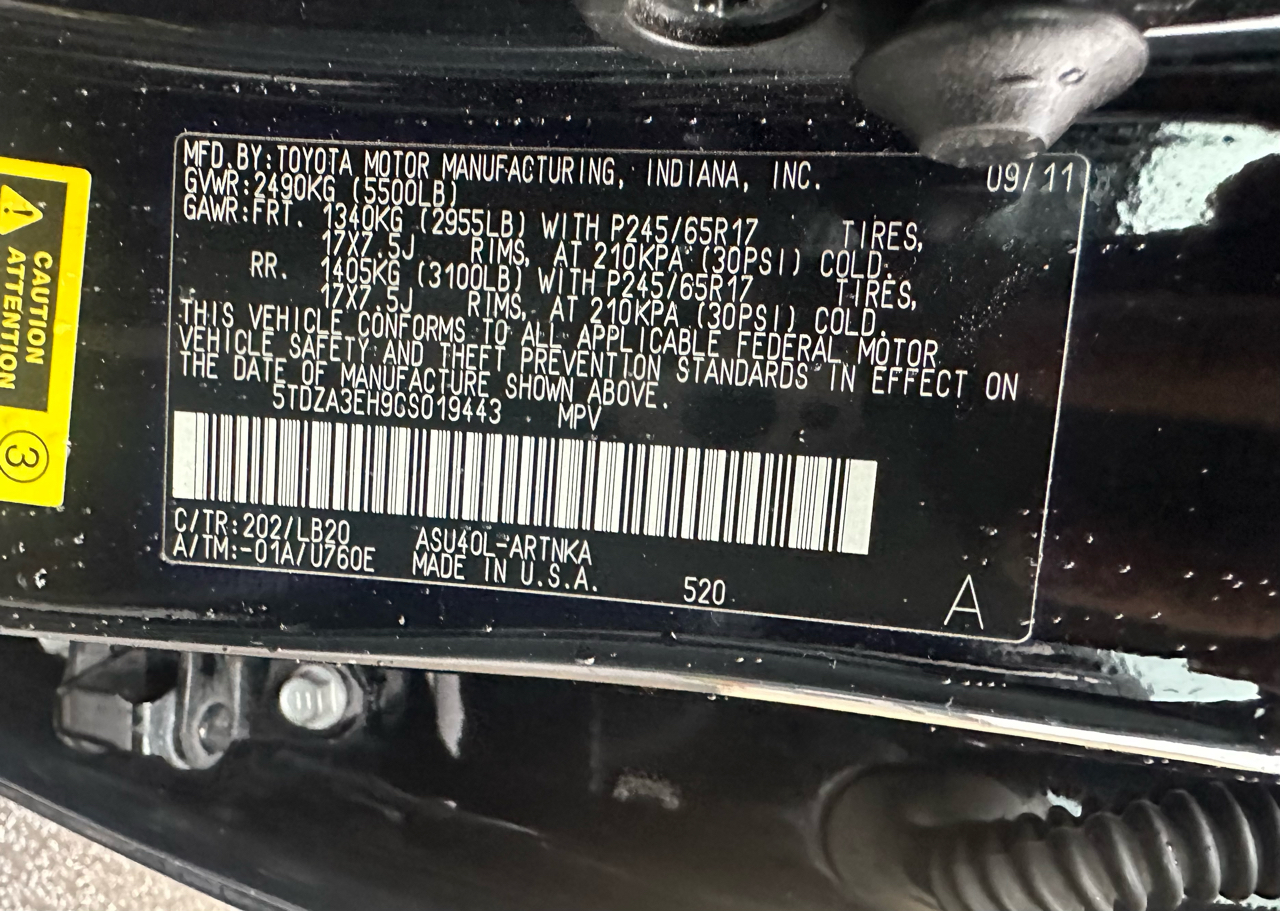 MFD.BY:TOYOTA MOTOR MANUFACTURING, INDIANA, INC. 09/11
GVWR:2490KG (5500LB)
GAWR:FRT. 1340KG (2955LB) WITH P245/65R17 TIRES,
17X7.5J RIMS, AT 210KPA (30PSI) COLD.
RR. 1405KG (3100LB) WITH P245/65R17 TIRES,
17X7.5J RIMS, AT 210KPA (30PSI) COLD.
THIS VEHICLE CONFORMS TO ALL APPLICABLE FEDERAL MOTOR
VEHICLE SAFETY AND THEFT PREVENTION STANDARDS IN EFFECT ON
THE DATE OF MANUFACTURE SHOWN ABOVE.
5TDZA3EH9CS019443 MPV
C/TR:202/LB20 ASU40L-ARTNKA
A/TM:-01A/U760E MADE IN U.S.A.
520
A
CAUTION
ATTENTION
3